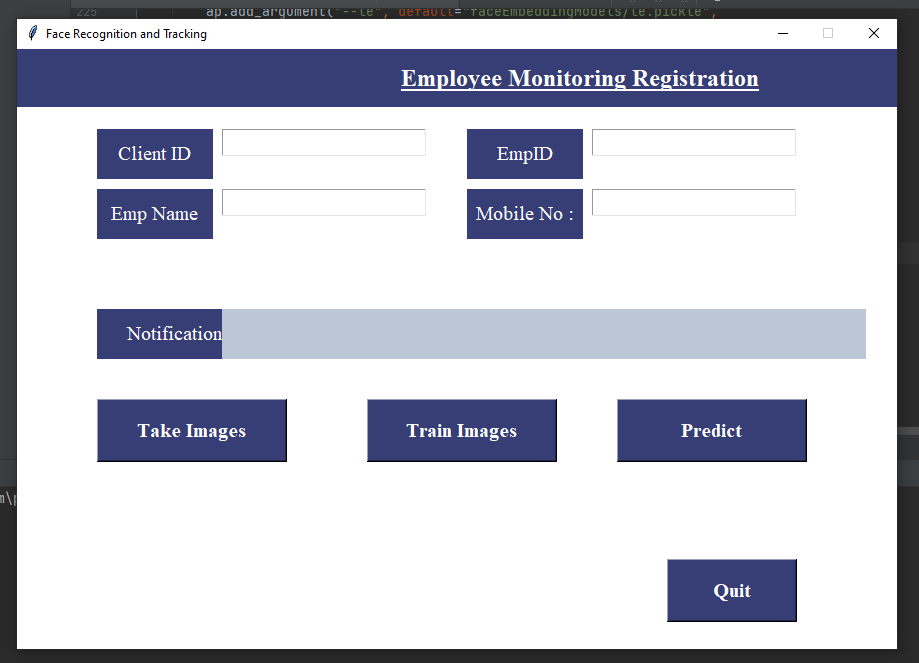 225 ap.add_argument("--le", default="faceEmbeddingModels/le.pickle",
Face Recognition and Tracking
Employee Monitoring Registration
Client ID EmpID
Emp Name Mobile No :
Notification
Take Images Train Images Predict
m\p
Quit